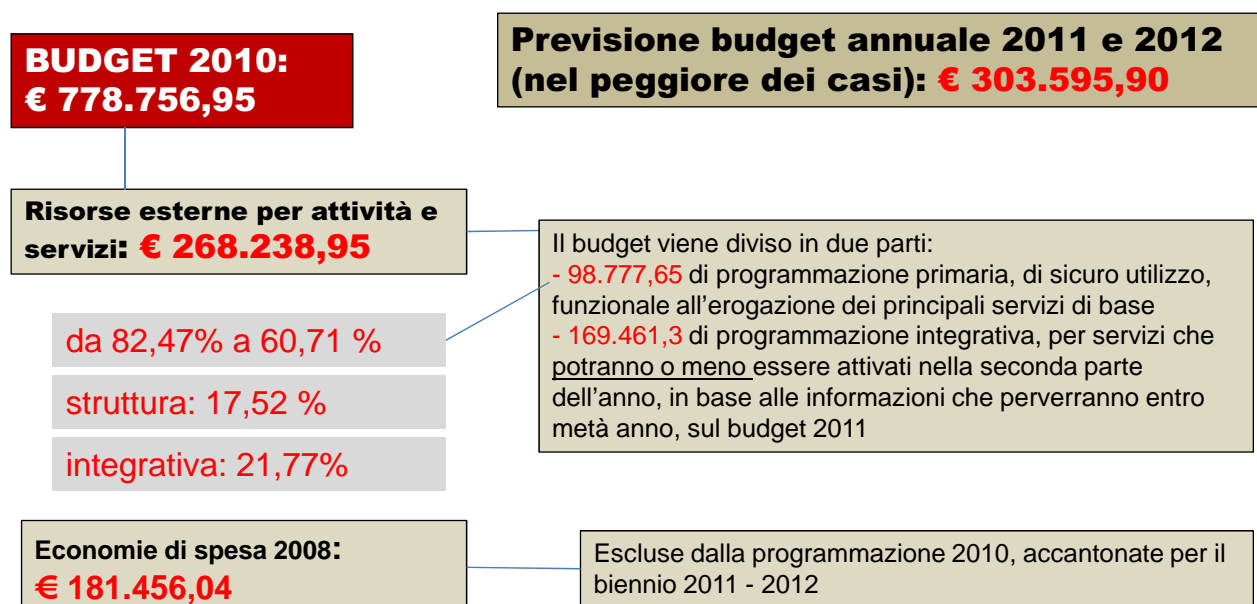 BUDGET 2010:
€ 778.756,95
Previsione budget annuale 2011 e 2012
(nel peggiore dei casi): € 303.595,90
Risorse esterne per attività e
servizi: € 268.238,95
Il budget viene diviso in due parti:
- 98.777,65 di programmazione primaria, di sicuro utilizzo,
funzionale all’erogazione dei principali servizi di base
- 169.461,3 di programmazione integrativa, per servizi che
potranno o meno essere attivati nella seconda parte
dell’anno, in base alle informazioni che perverranno entro
metà anno, sul budget 2011
da 82,47% a 60,71 %
struttura: 17,52 %
integrativa: 21,77%
Economie di spesa 2008:
€ 181.456,04
Escluse dalla programmazione 2010, accantonate per il
biennio 2011 - 2012